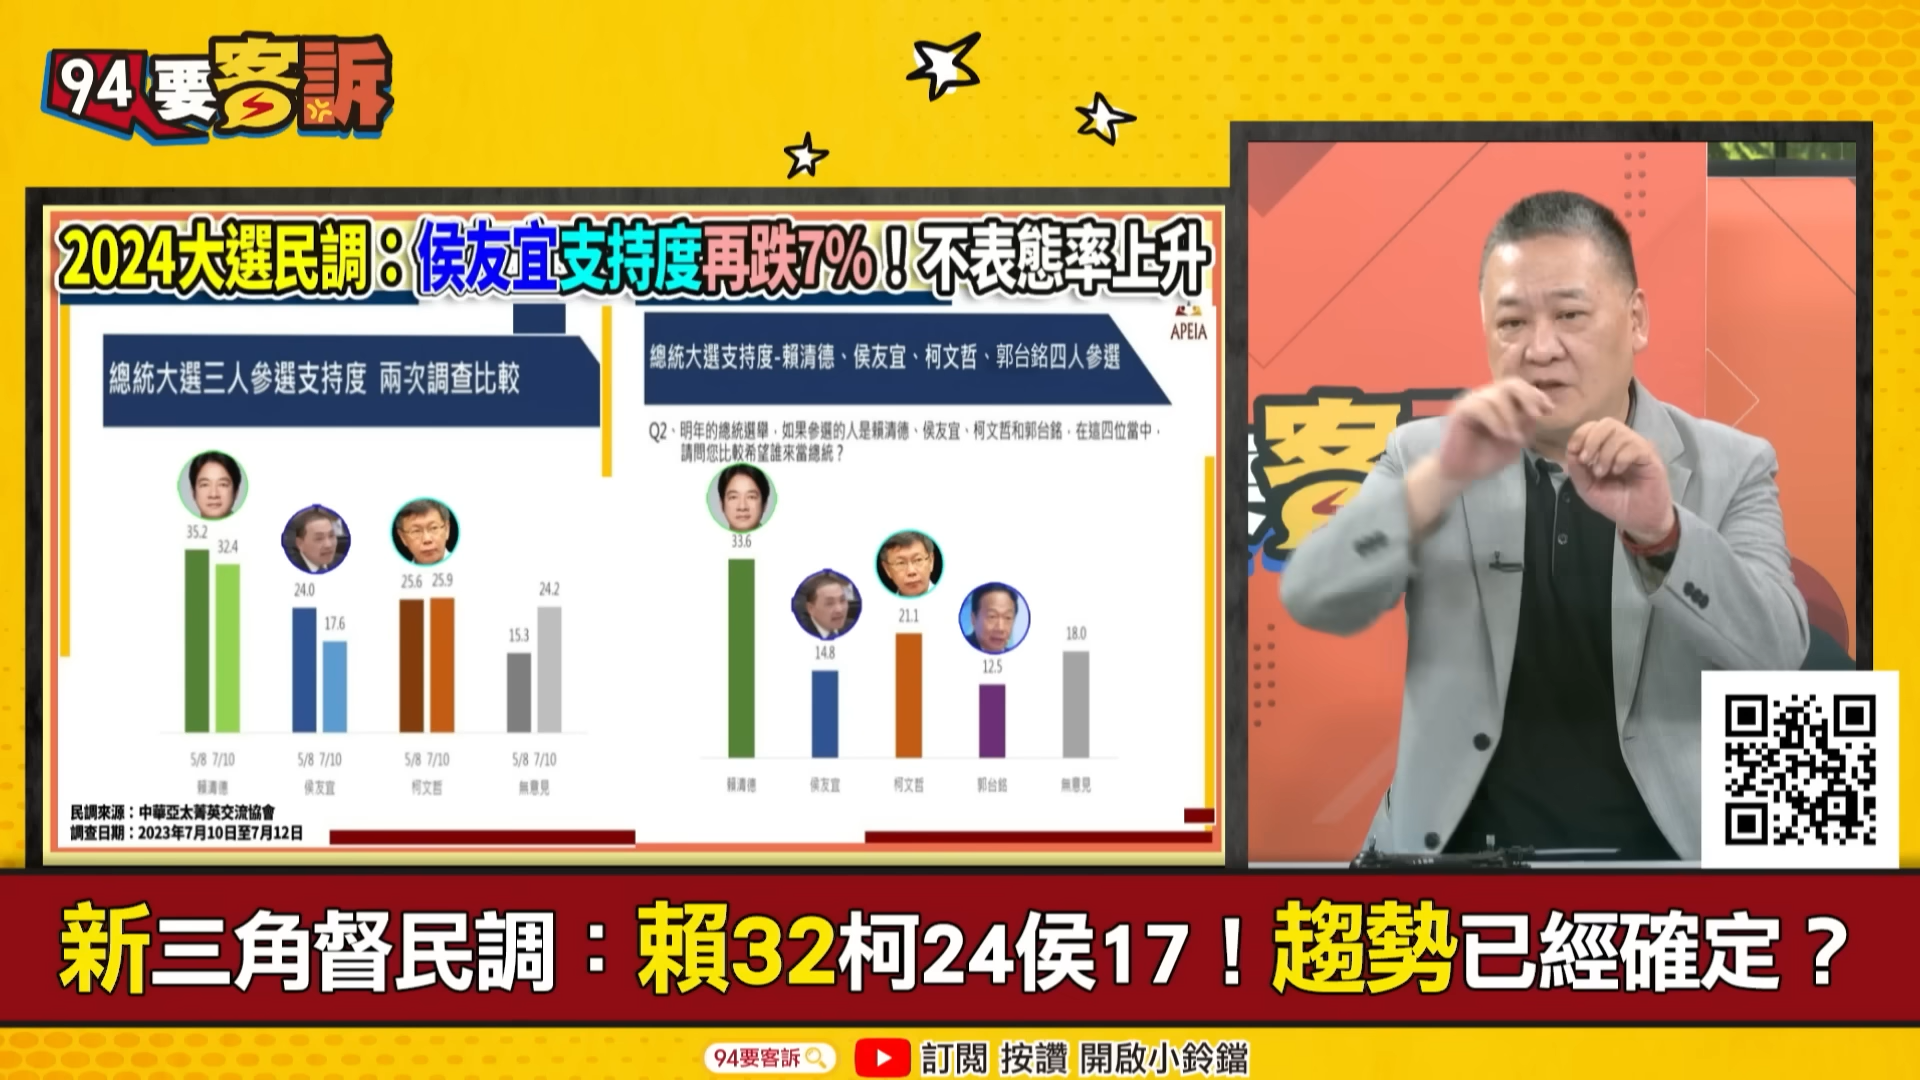 94要客訴
2024大選民調：侯友宜支持度再跌7%！不表態率上升
總統大選三人參選支持度 兩次調查比較
35.2
32.4
24.0
17.6
25.6
25.9
15.3
24.2
5/8 7/10
5/8 7/10
5/8 7/10
5/8 7/10
賴清德
侯友宜
柯文哲
無意見
民調來源：中華亞太菁英交流協會
調查日期：2023年7月10日至7月12日
APEIA
總統大選支持度-賴清德、侯友宜、柯文哲、郭台銘四人參選
Q2、明年的總統選舉，如果參選的人是賴清德、侯友宜、柯文哲和郭台銘，在這四位當中，
請問您比較希望誰來當總統？
33.6
14.8
21.1
12.5
18.0
賴清德
侯友宜
柯文哲
郭台銘
無意見
客
新三角督民調：賴32柯24侯17！趨勢已經確定？
94要客訴
訂閱 按讚 開啟小鈴鐺